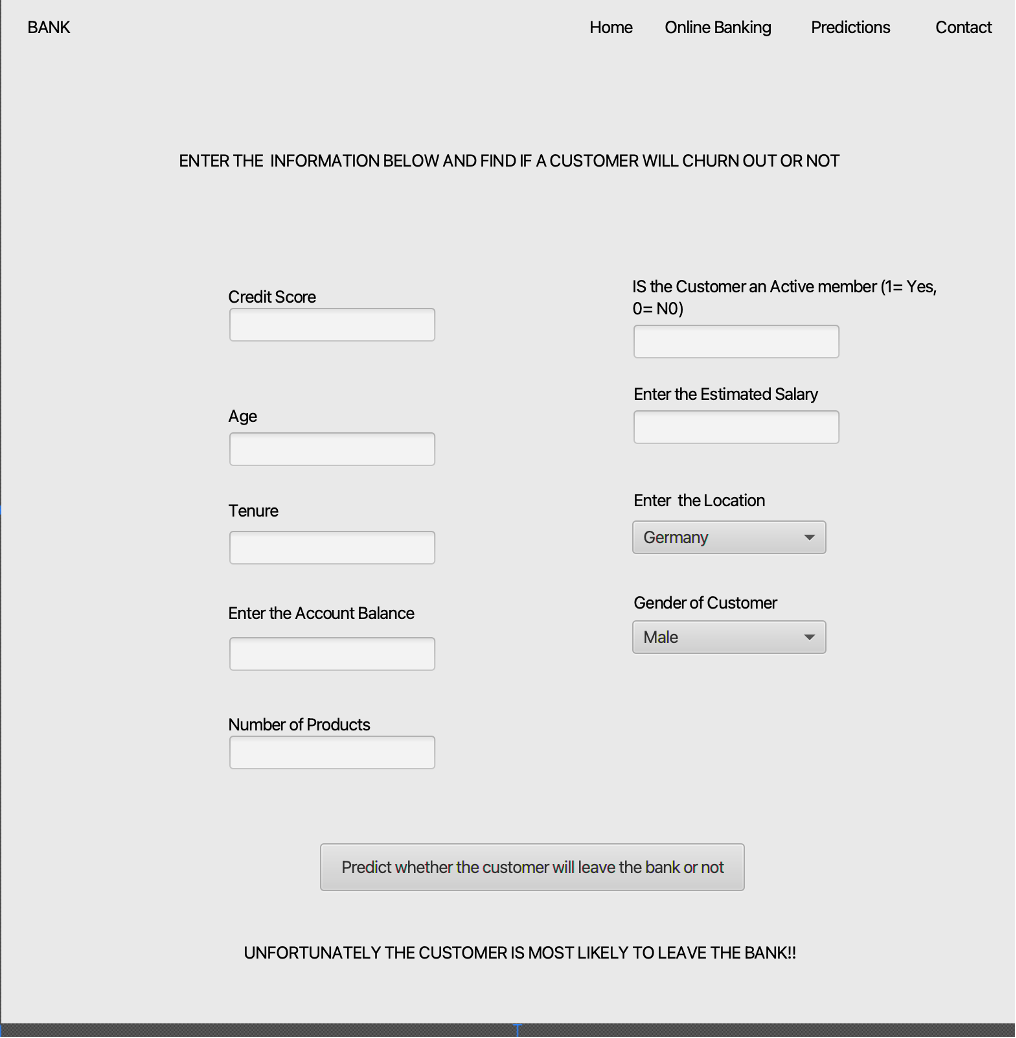 BANK Home Online Banking Predictions Contact
ENTER THE INFORMATION BELOW AND FIND IF A CUSTOMER WILL CHURN OUT OR NOT
Credit Score
Age
Tenure
Enter the Account Balance
Number of Products
IS the Customer an Active member (1= Yes,
0= N0)
Enter the Estimated Salary
Enter the Location
Germany
Gender of Customer
Male
Predict whether the customer will leave the bank or not
UNFORTUNATELY THE CUSTOMER IS MOST LIKELY TO LEAVE THE BANK!!